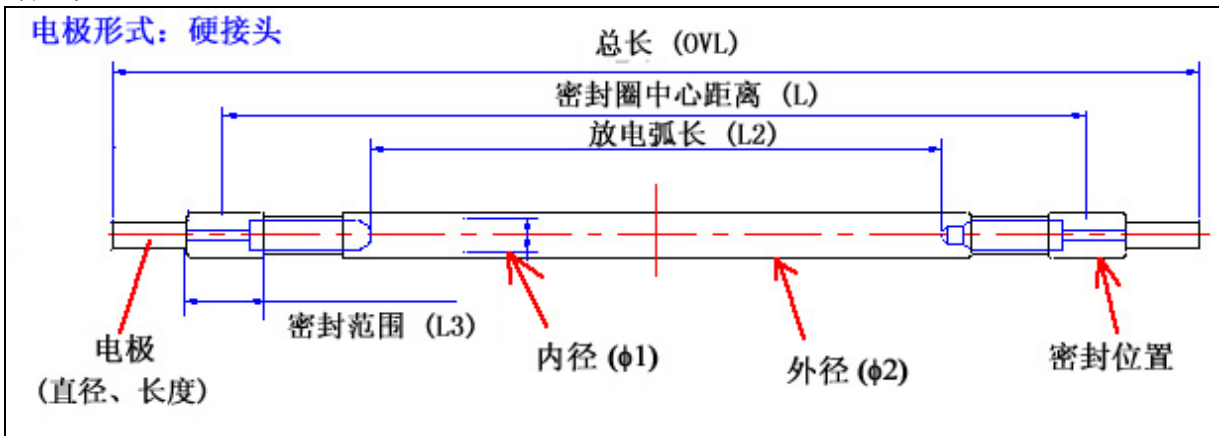 电极形式：硬接头
总长 (OVL)
密封圈中心距离 (L)
放电弧长 (L2)
密封范围 (L3)
电极
(直径、长度)
内径 (ϕ1)
外径 (ϕ2)
密封位置